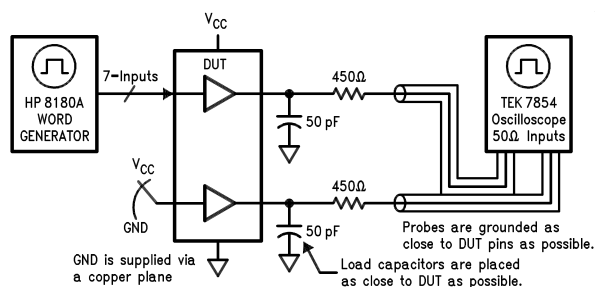 VCC
HP 8180A
WORD
GENERATOR
7-Inputs
DUT
450Ω
50 pF
TEK 7854
Oscilloscope
50Ω Inputs
VCC
GND
450Ω
50 pF
GND is supplied via
a copper plane
Probes are grounded as
close to DUT pins as possible.
Load capacitors are placed
as close to DUT as possible.